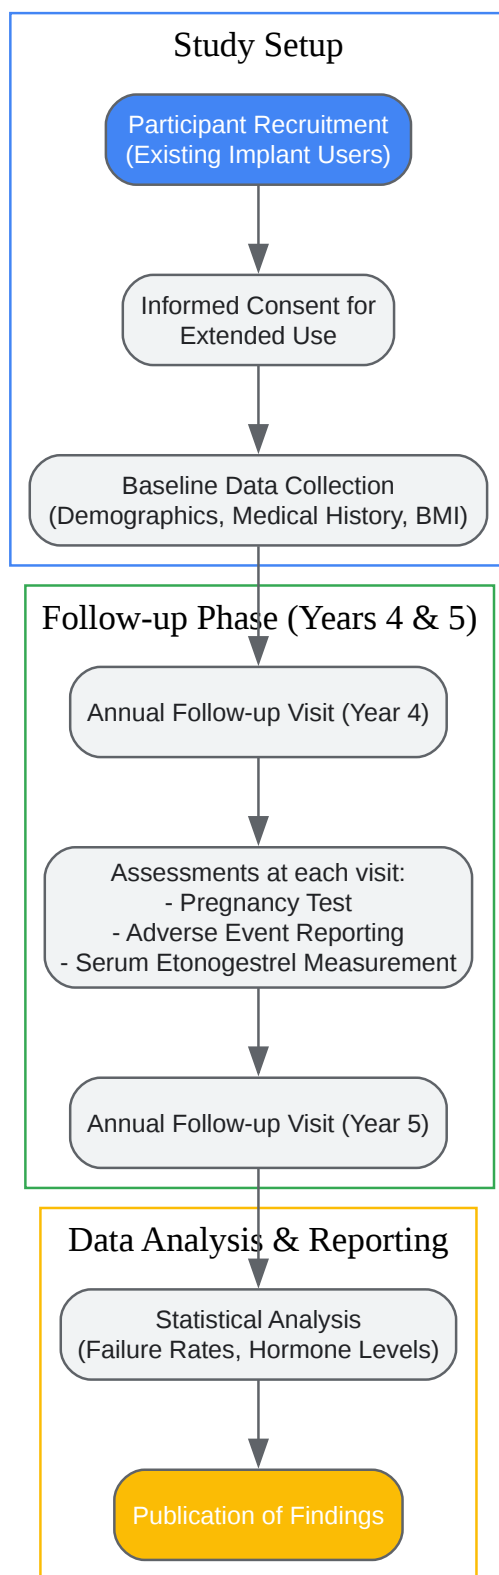 Study Setup
Participant Recruitment
(Existing Implant Users)
Informed Consent for
Extended Use
Baseline Data Collection
(Demographics, Medical History, BMI)
Follow-up Phase (Years 4 & 5)
Annual Follow-up Visit (Year 4)
Assessments at each visit:
- Pregnancy Test
- Adverse Event Reporting
- Serum Etonogestrel Measurement
Annual Follow-up Visit (Year 5)
Data Analysis & Reporting
Statistical Analysis
(Failure Rates, Hormone Levels)
Publication of Findings